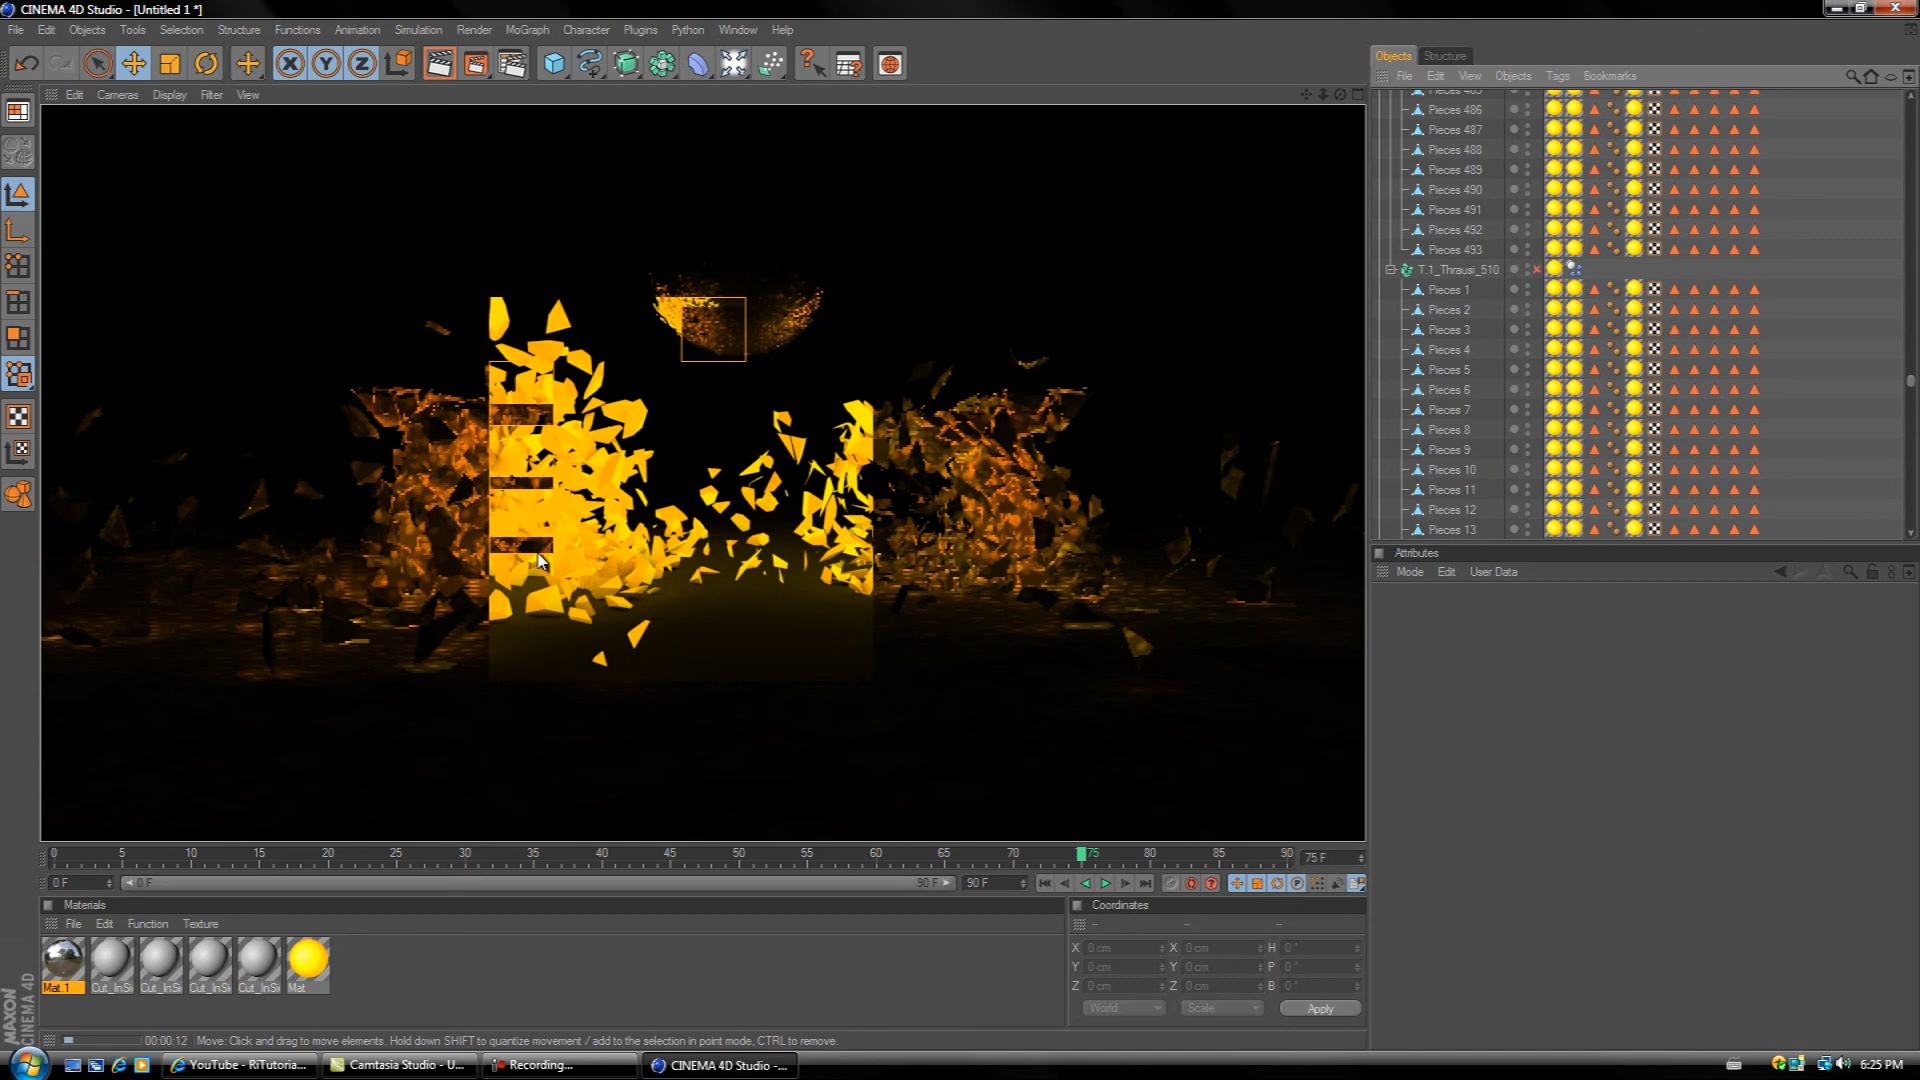 CINEMA 4D Studio - [Untitled 1 *]
File Edit Objects Tools Selection Structure Functions Animation Simulation Render MoGraph Character Plugins Python Window Help
Objects Structure
File Edit View Objects Tags Bookmarks
Edit Cameras Display Filter View
Pieces 485
Pieces 486
Pieces 487
Pieces 488
Pieces 489
Pieces 490
Pieces 491
Pieces 492
Pieces 493
T.1_Thrausi_510
Pieces 1
Pieces 2
Pieces 3
Pieces 4
Pieces 5
Pieces 6
Pieces 7
Pieces 8
Pieces 9
Pieces 10
Pieces 11
Pieces 12
Pieces 13
Attributes
Mode Edit User Data
0 5 10 15 20 25 30 35 40 45 50 55 60 65 70 75 80 85 90 75 F
0 F 0 F 90 F 90 F
Materials
File Edit Function Texture
Mat.1 Cut_InSi Cut_InSi Cut_InSi Cut_InSi Mat
Coordinates
-- -- --
X 0 cm X 0 cm H 0 °
Y 0 cm Y 0 cm P 0 °
Z 0 cm Z 0 cm B 0 °
World Scale Apply
MAXON
CINEMA 4D
00:00:12 Move: Click and drag to move elements. Hold down SHIFT to quantize movement / add to the selection in point mode, CTRL to remove.
YouTube - RiTutoria... Camtasia Studio - U... Recording... CINEMA 4D Studio -... 6:25 PM